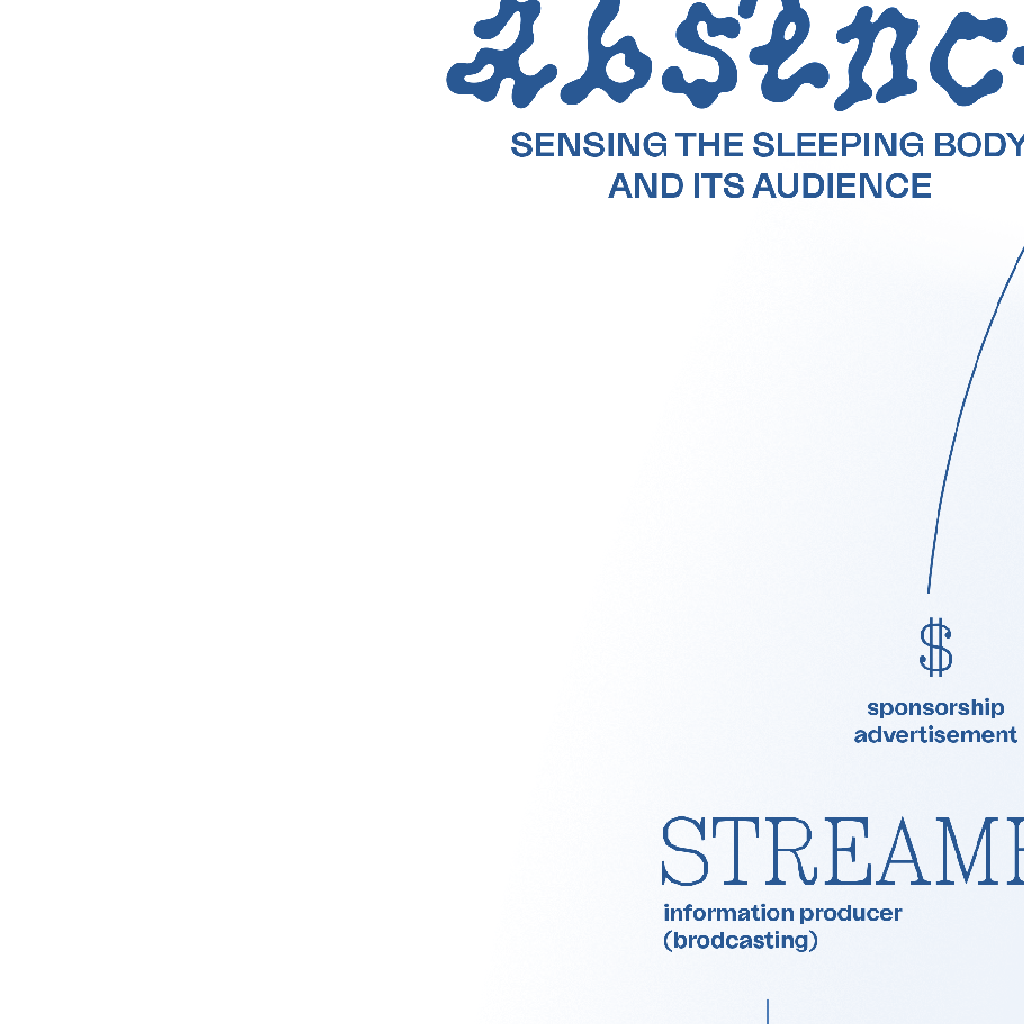 SENSING THE SLEEPING BODY
AND ITS AUDIENCE
$
sponsorship
advertisement
information producer
(brodcasting)